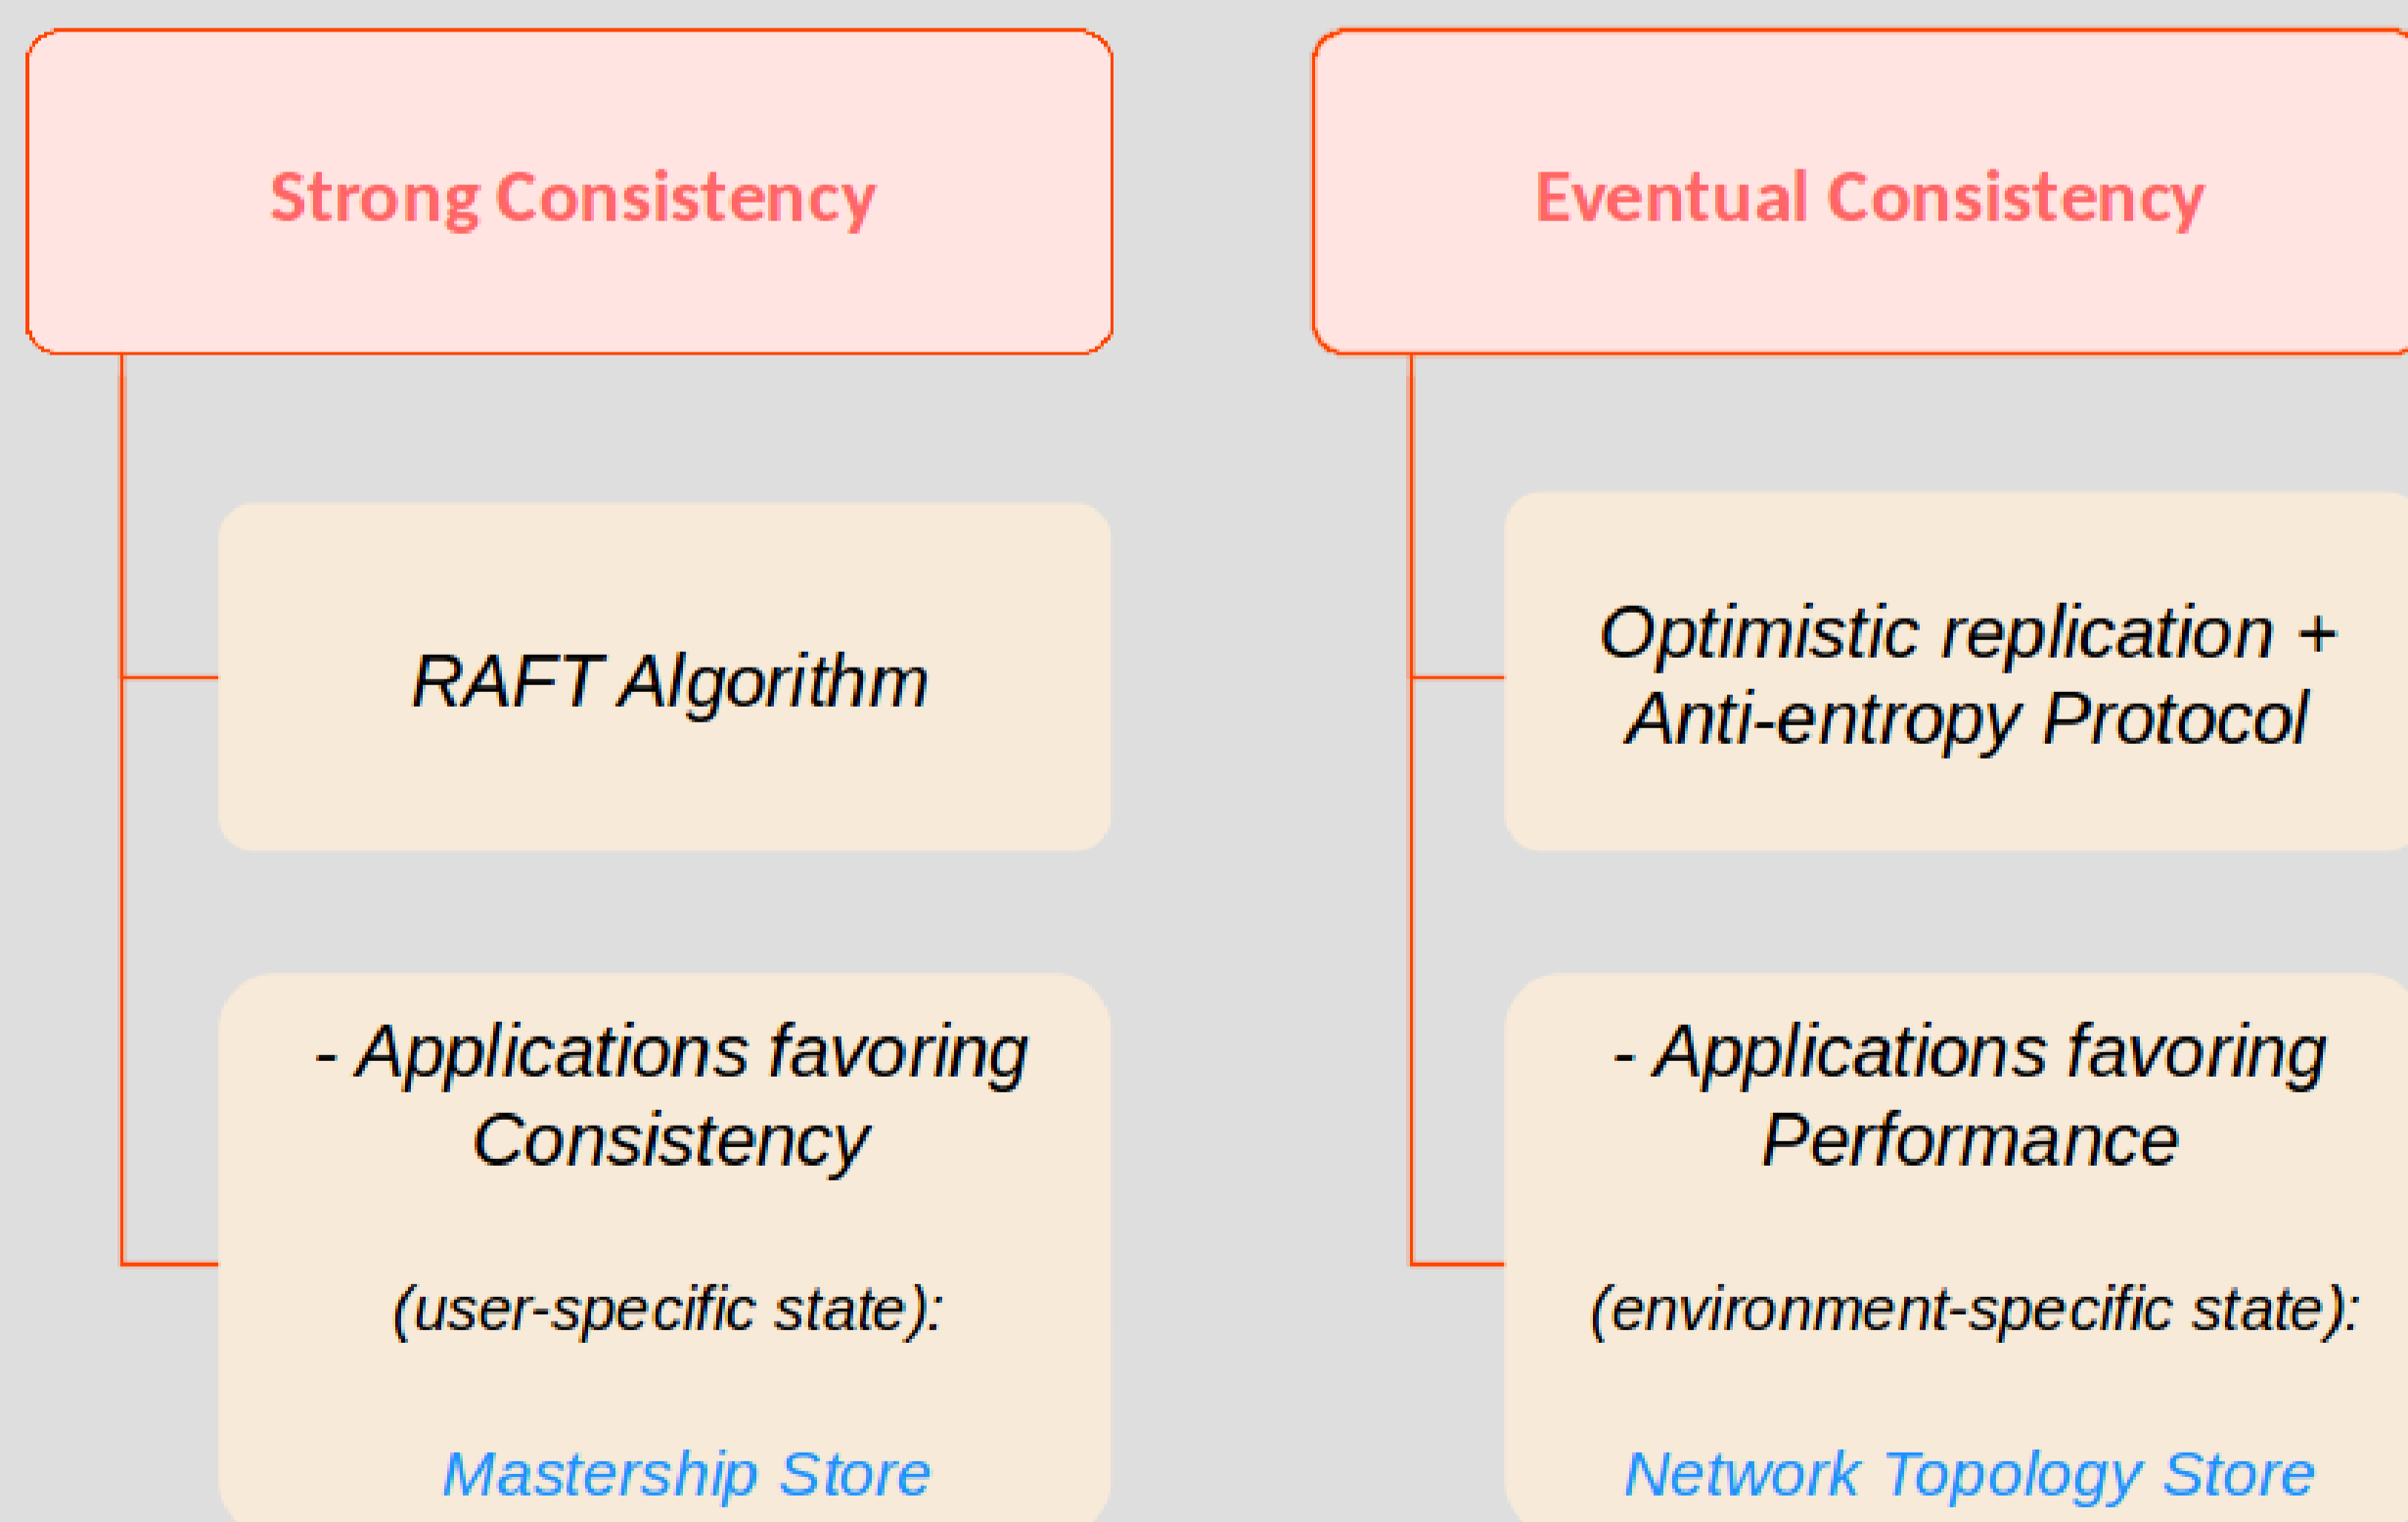 Strong Consistency
RAFT Algorithm
- Applications favoring
Consistency
(user-specific state):
Mastership Store
Eventual Consistency
Optimistic replication +
Anti-entropy Protocol
- Applications favoring
Performance
(environment-specific state):
Network Topology Store